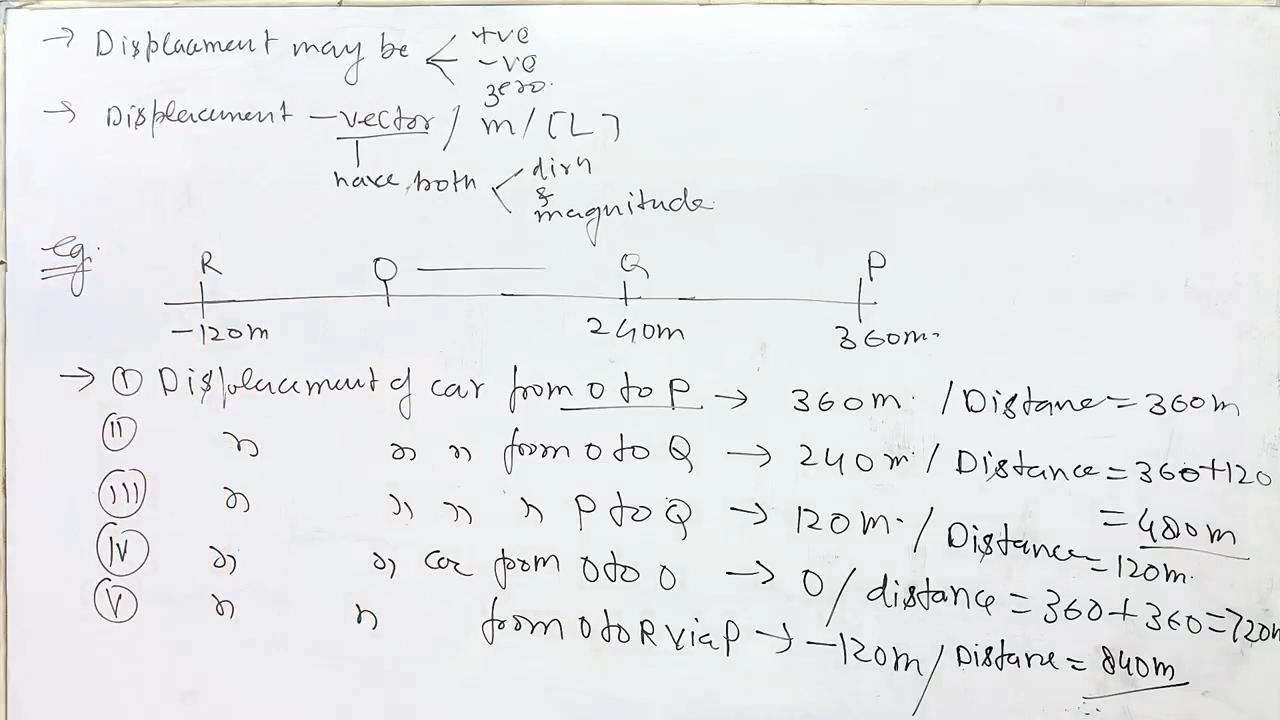 → Displacement may be < +ve
-ve
zero.
→ Displacement - vector / m / [L]
have both < dirn
&
magnitude
eg.
R O Q P
-120m 240m 360m.
→ (i) Displacement of car from O to P → 360m. / Distance = 360m
(ii) " " " from O to Q → 240m / Distance = 360+120
= 480m
(iii) " " " " P to Q → 120m. / Distance = 120m.
(iv) " " car from O to O → 0 / distance = 360+360=720m
(v) " " from O to R via P → -120m / Distane = 840m